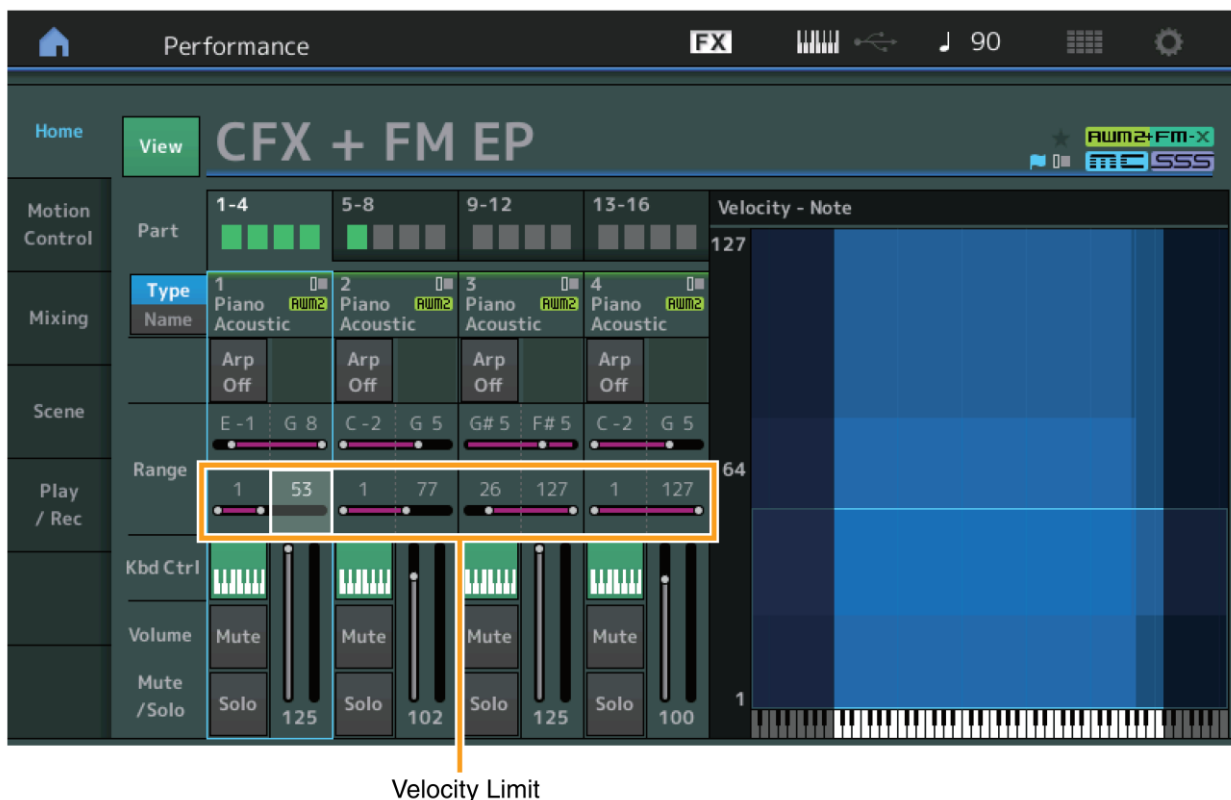 Performance FX 90
CFX + FM EP
AWM2+FM-X
MC SSS
Home
View
Motion
Control
Mixing
Scene
Play
/ Rec
Part 1-4 5-8 9-12 13-16
Type
Name
1 Piano Acoustic AWM2
2 Piano Acoustic AWM2
3 Piano Acoustic AWM2
4 Piano Acoustic AWM2
Arp Off Arp Off Arp Off Arp Off
Range
E -1 G 8 C -2 G 5 G# 5 F# 5 C -2 G 5
1 53 1 77 26 127 1 127
Kbd Ctrl
Volume
Mute Mute Mute Mute
Mute
/Solo
Solo 125 Solo 102 Solo 125 Solo 100
Velocity - Note
127
64
1
Velocity Limit